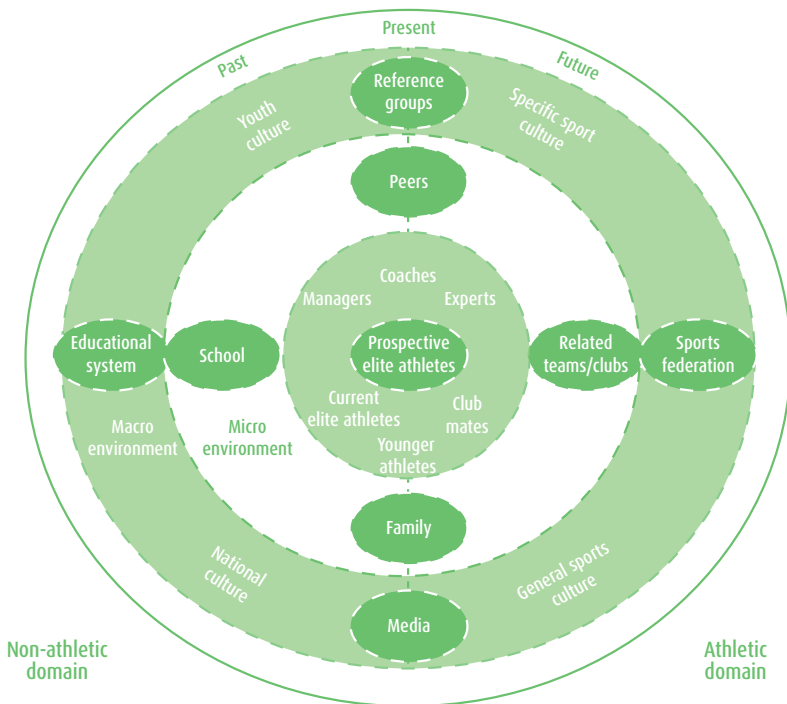 Present
Past
Future
Reference
groups
Youth
culture
Specific sport
culture
Peers
Coaches
Managers
Experts
Educational
system
School
Prospective
elite athletes
Related
teams/clubs
Sports
federation
Current
elite athletes
Club
mates
Macro
environment
Micro
environment
Younger
athletes
Family
National
culture
General sports
culture
Media
Non-athletic
domain
Athletic
domain